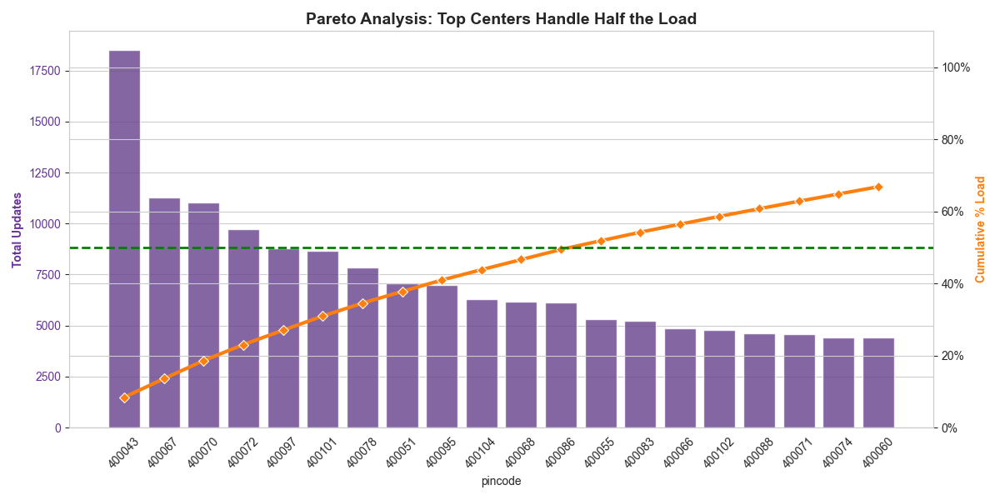 Pareto Analysis: Top Centers Handle Half the Load
Total Updates
17500
15000
12500
10000
7500
5000
2500
0
100%
80%
60%
40%
20%
0%
Cumulative % Load
400043 400067 400070 400072 400097 400101 400078 400051 400095 400104 400068 400086 400055 400083 400066 400102 400088 400071 400074 400060
pincode